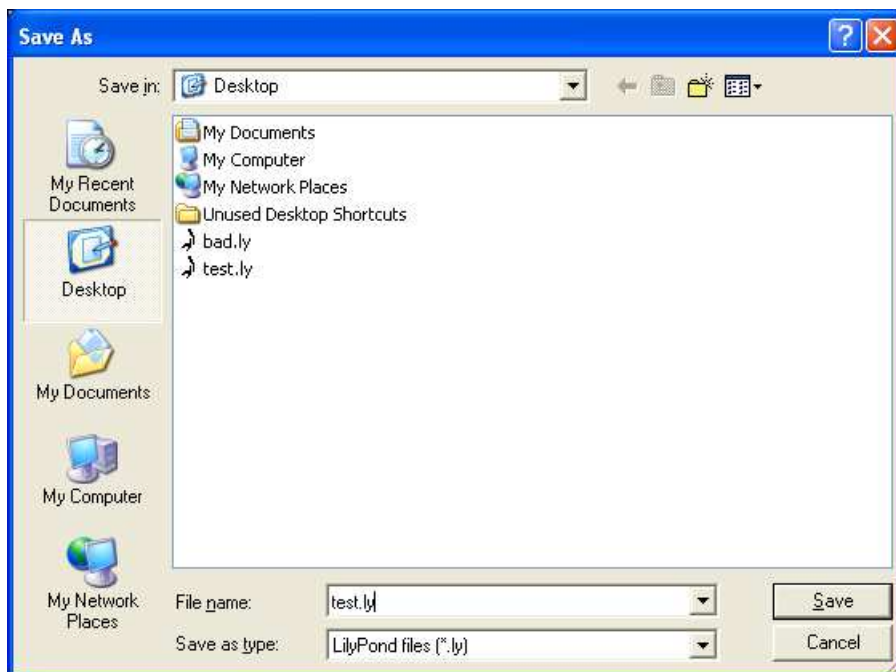 Save As
Save in: Desktop
My Documents
My Computer
My Network Places
Unused Desktop Shortcuts
bad.ly
test.ly
My Recent
Documents
Desktop
My Documents
My Computer
My Network
Places
File name: test.ly Save
Save as type: LilyPond files (*.ly) Cancel